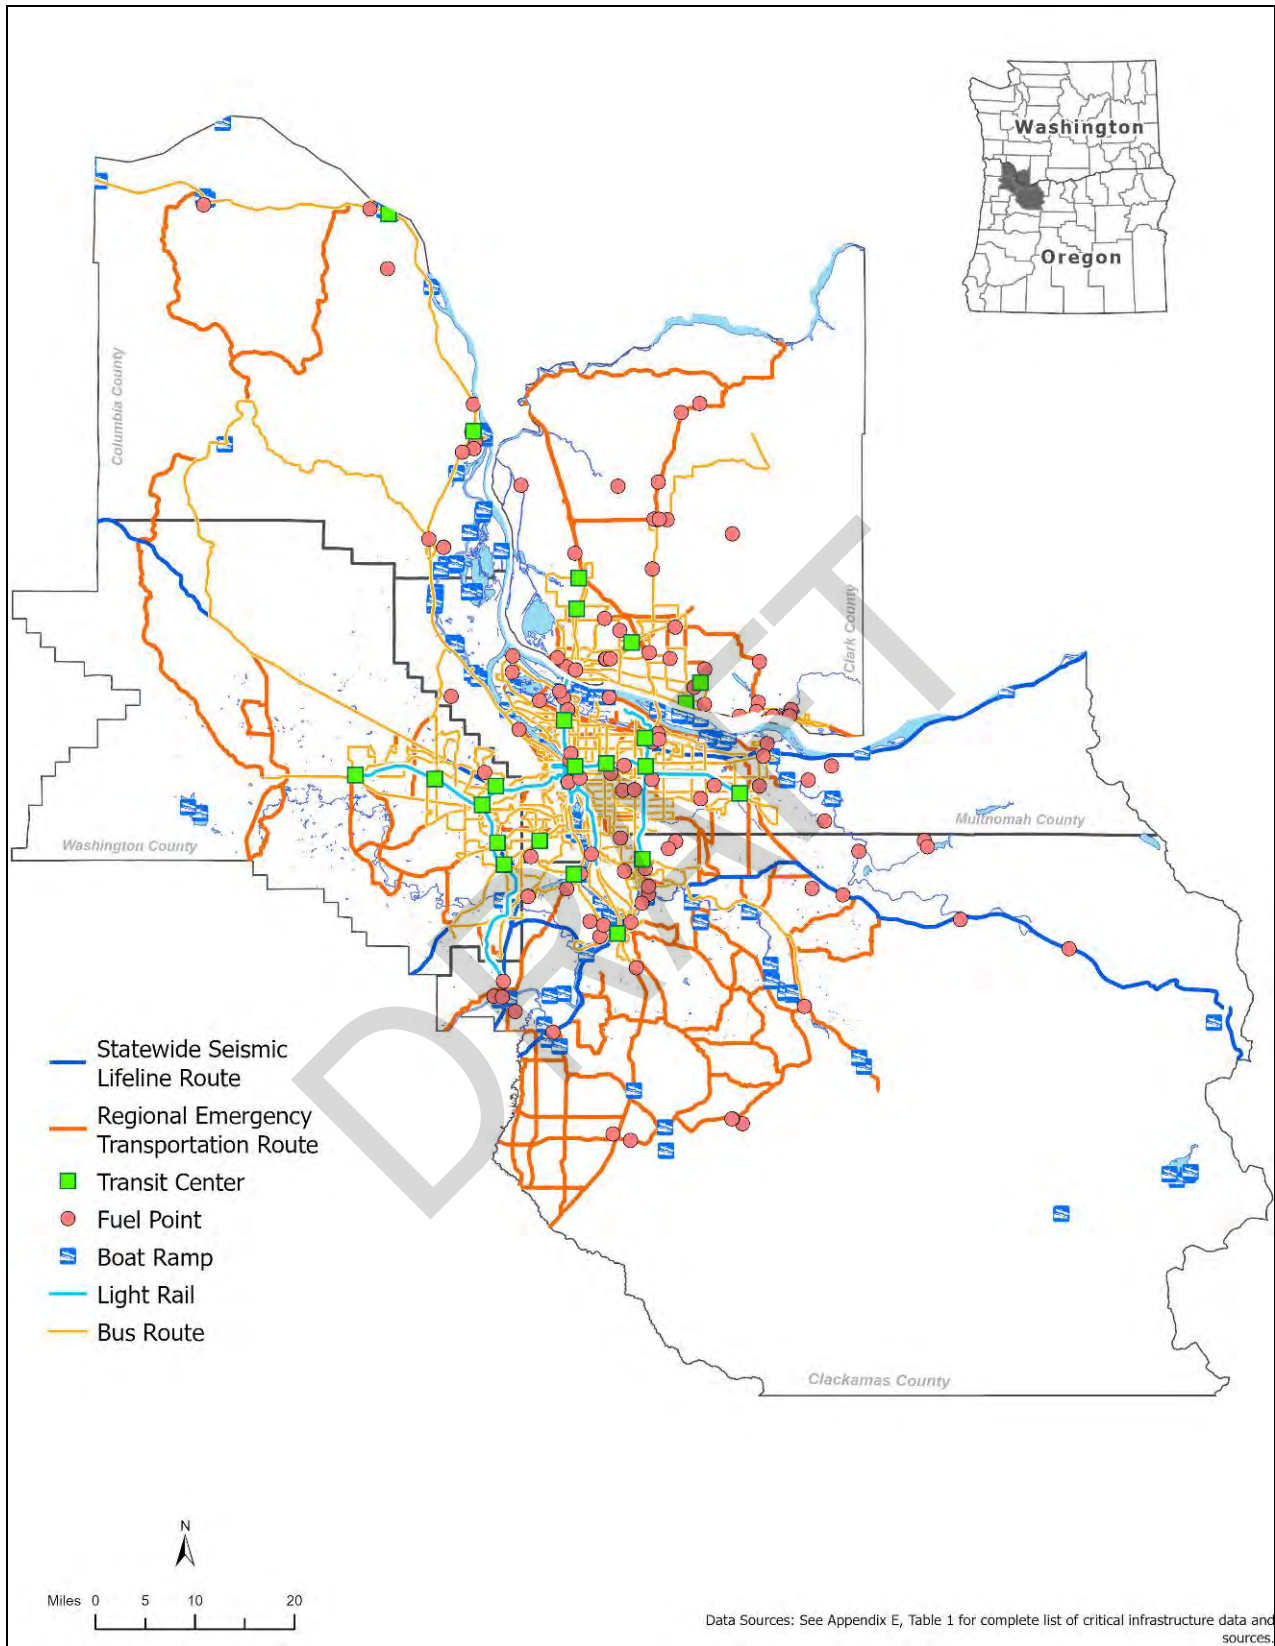 Washington
Oregon
Columbia County
Clark County
Multnomah County
Washington County
DRAFT
Statewide Seismic
Lifeline Route
Regional Emergency
Transportation Route
Transit Center
Fuel Point
Boat Ramp
Light Rail
Bus Route
Clackamas County
N
Miles 0 5 10 20
Data Sources: See Appendix E, Table 1 for complete list of critical infrastructure data and
sources.